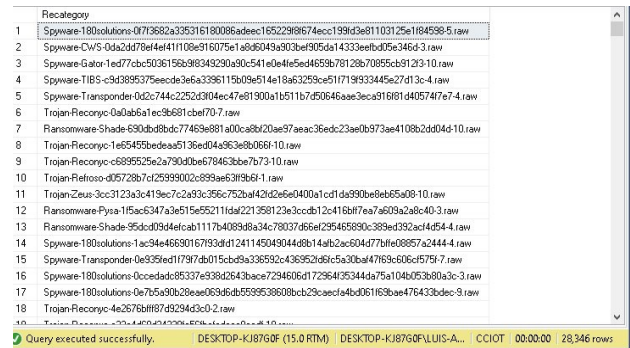 Recategory
1 Spyware-180solutions-0f7f3682a335316180086adeec165229f8f674ecc199fd3e81103125e1f84598-5.raw
2 Spyware-CWS-0da2dd78ef4ef41f108e916075e1a8d6049a903bef905da14333eefbd05e346d-3.raw
3 Spyware-Gator-1ed77cbc5036156b9f8349290a90c541e0e4fe5ed4659b78128b70855cb912f3-10.raw
4 Spyware-TIBS-c9d3895375eecde3e6a3396115b09e514e18a63259ce51f719f933445e27d13c-4.raw
5 Spyware-Transponder-0d2c744c2252d3f04ec47e81900a1b511b7d50646aae3eca916f81d40574f7e7-4.raw
6 Trojan-Reconyc-0a0ab6a1ec9b681cbef70-7.raw
7 Ransomware-Shade-690dbd8bdc77469e881a00ca8bf20ae97aeac36edc23ae0b973ae4108b2dd04d-10.raw
8 Trojan-Reconyc-1e65455bedeaa5136ed04a963e8b066f-10.raw
9 Trojan-Reconyc-c6895525e2a790d0be678463bbe7b73-10.raw
10 Trojan-Refroso-d05728b7cf25999002c899ae63ff9b6f-1.raw
11 Trojan-Zeus-3cc3123a3c419ec7c2a93c356c752baf42fd2e6e0400a1cd1da990be8eb65a08-10.raw
12 Ransomware-Pysa-1f5ac6347a3e515e55211fdaf221358123e3ccdb12c416bff7ea7a609a2a8c40-3.raw
13 Ransomware-Shade-95dcd09d4efcab1117b4089d8a34c78037d66ef295465890c389ed392acf4d54-4.raw
14 Spyware-180solutions-1ac94e46690167f93dfd1241145049044d8b14afb2ac604d77bffe08857a2444-4.raw
15 Spyware-Transponder-0e935fed1f79f7db015cbd9a336592c436952fd6fc5a30baf47f69c606cf575f-7.raw
16 Spyware-180solutions-0ccedadc85337e938d2643bace7294606d172964f35344da75a104b053b80a3c-3.raw
17 Spyware-180solutions-0e7b5a90b28eae069d6db5599538608bcb29caecfa4bd061f69bae476433bdec-9.raw
18 Trojan-Reconyc-4e2676bfff87d9294d3c0-2.raw
Query executed successfully. DESKTOP-KJ87G0F (15.0 RTM) DESKTOP-KJ87G0F\LUIS-A... CCIOT 00:00:00 28,346 rows